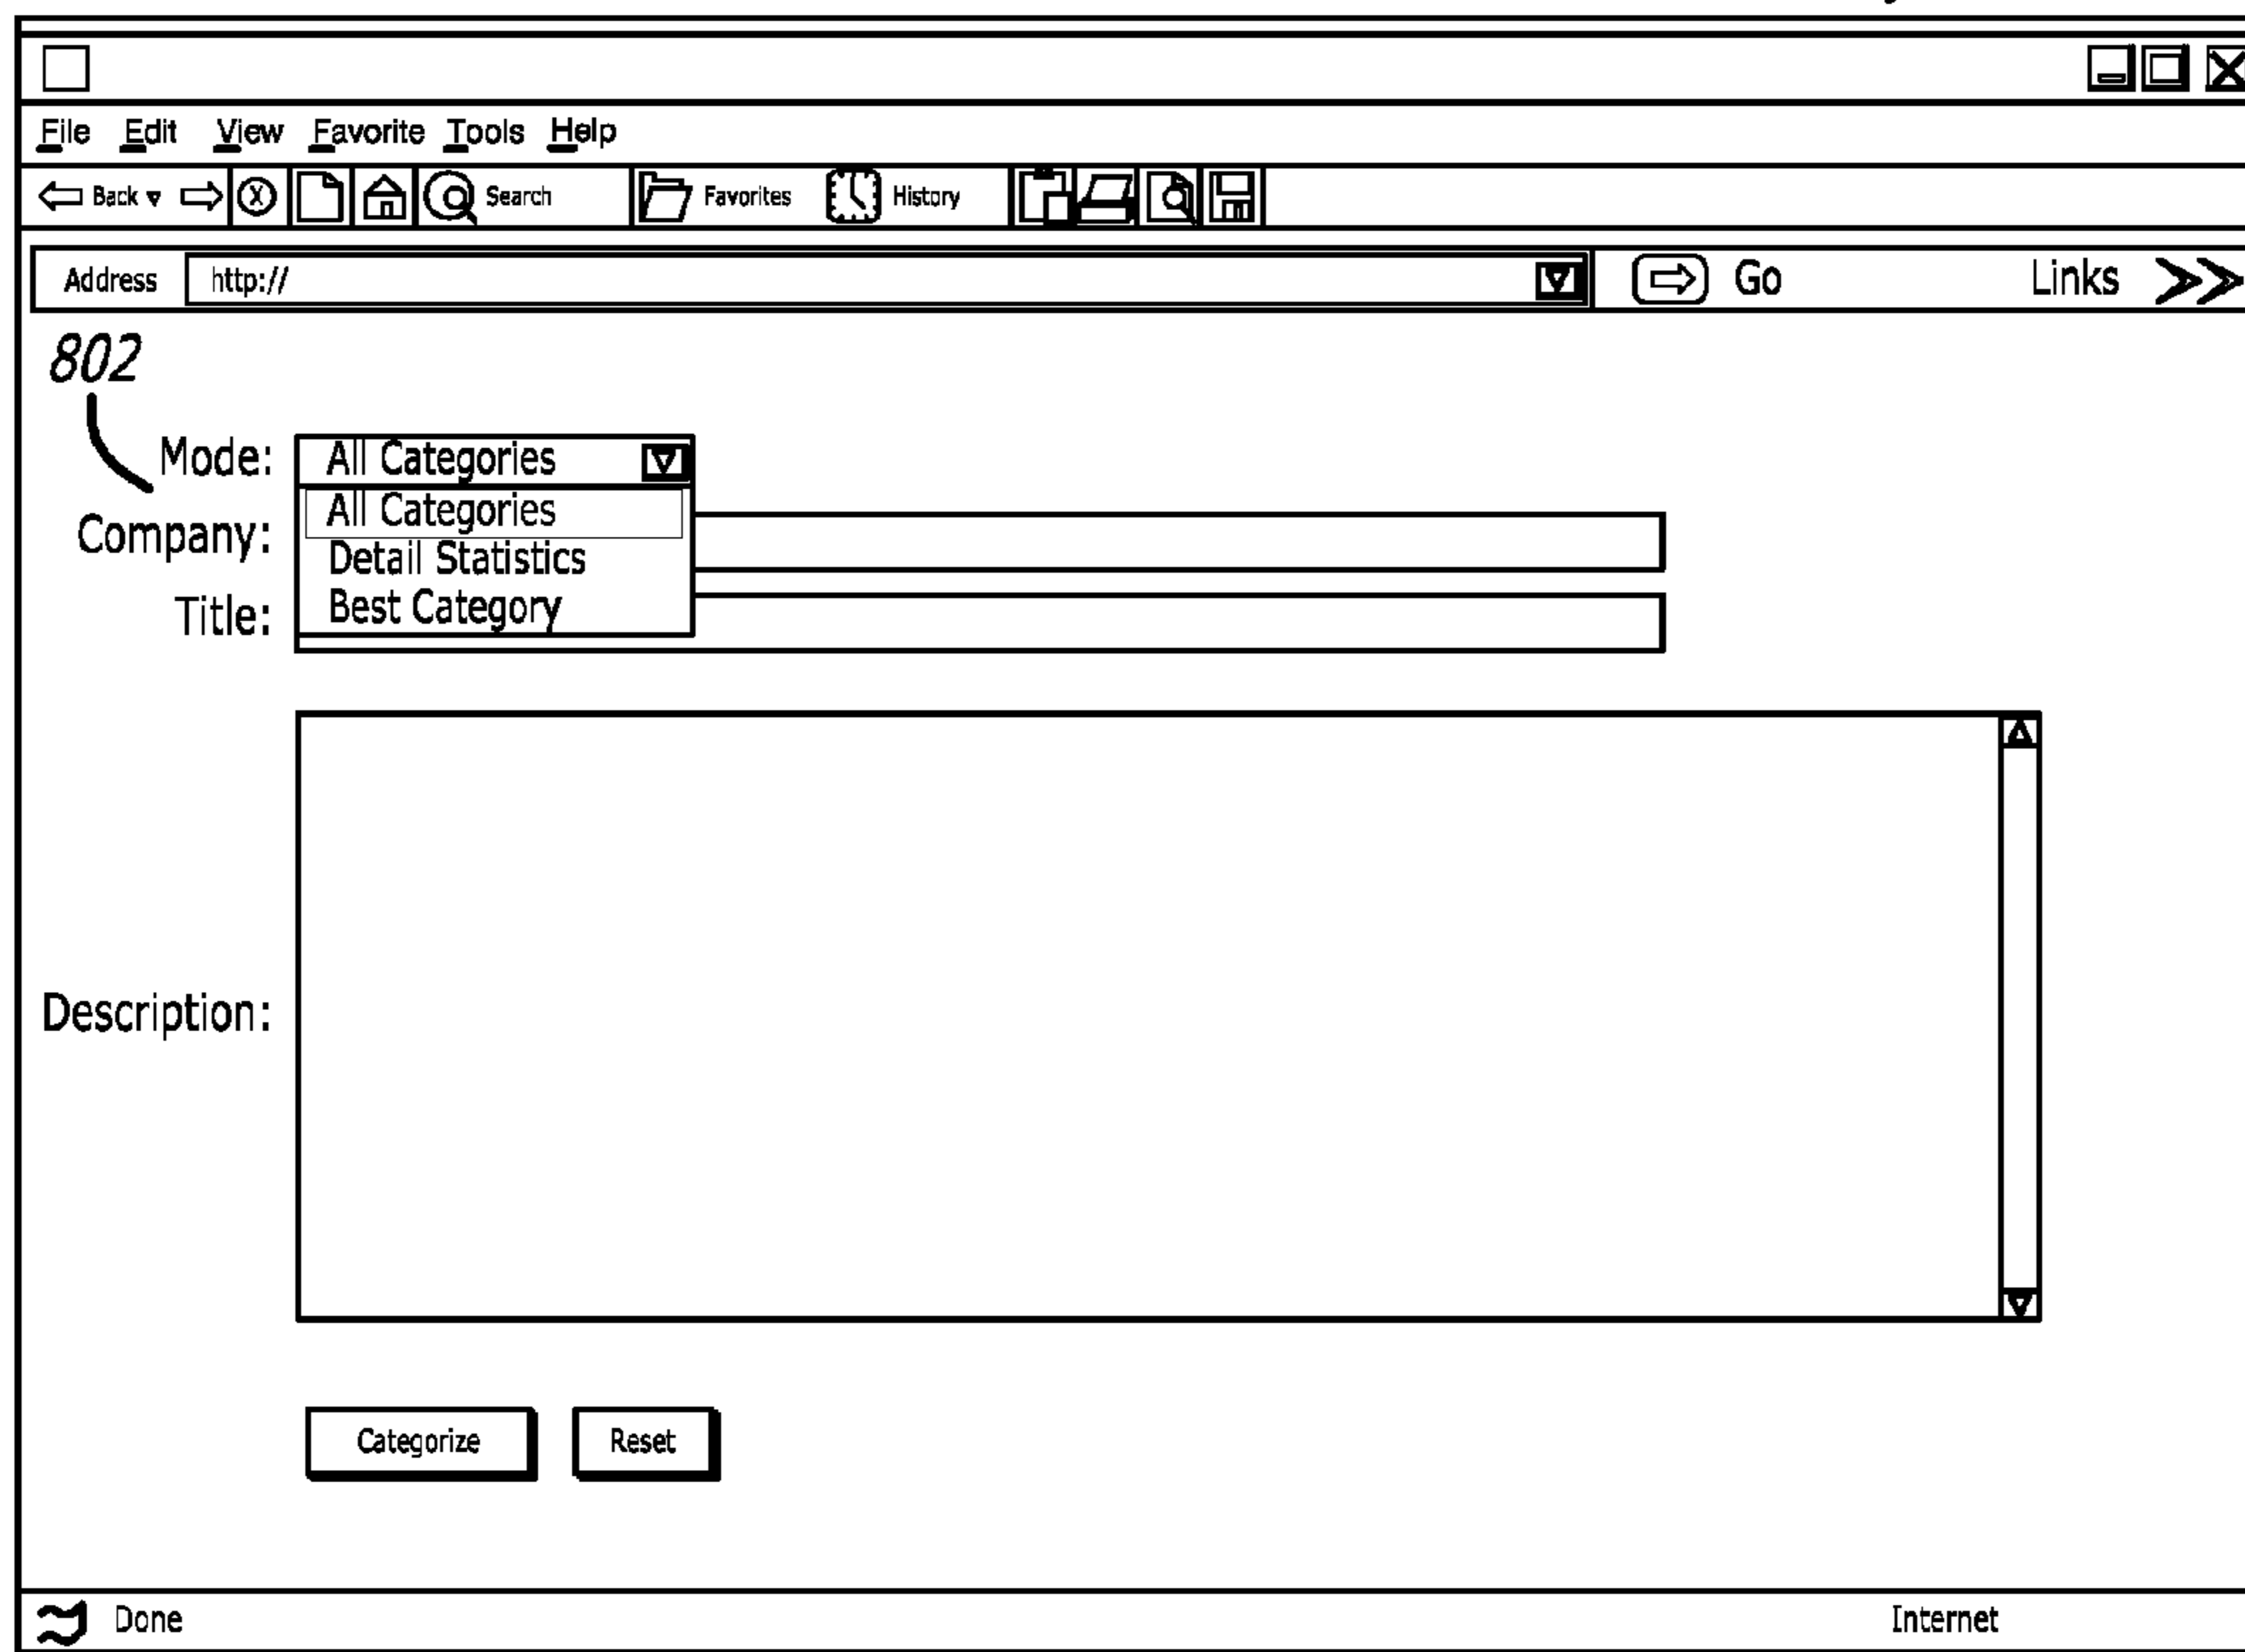 File Edit View Favorite Tools Help
Back Search Favorites History
Address http:// Go Links
802
Mode: All Categories
All Categories
Company:
Detail Statistics
Title: Best Category
Description:
Categorize Reset
Done Internet